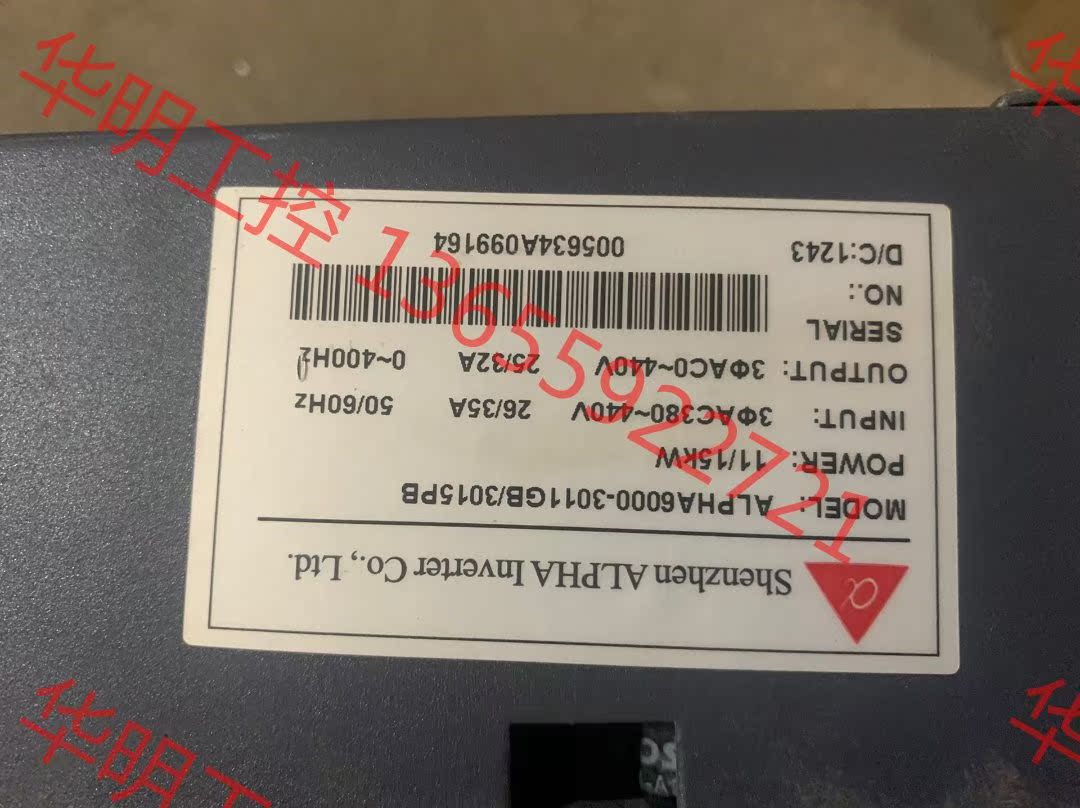 α Shenzhen ALPHA Inverter Co., Ltd.
MODEL: ALPHA6000-3011GB/3015PB
POWER: 11/15kW
INPUT: 3ΦAC380~440V 26/35A 50/60Hz
OUTPUT: 3ΦAC0~440V 25/32A 0~400Hz
SERIAL
NO.:
D/C:1243 005634A099164
华明工控 13655922721
华
华明工
华